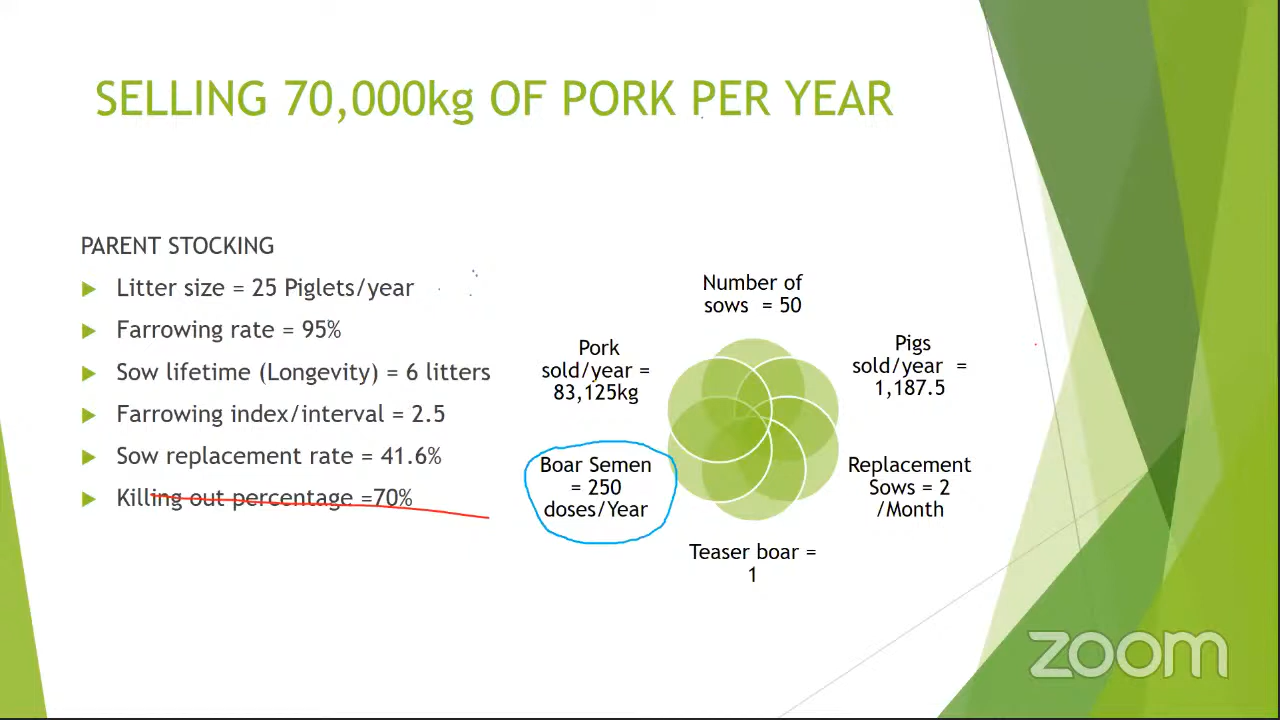 SELLING 70,000kg OF PORK PER YEAR
PARENT STOCKING
Litter size = 25 Piglets/year
Farrowing rate = 95%
Sow lifetime (Longevity) = 6 litters
Farrowing index/interval = 2.5
Sow replacement rate = 41.6%
Killing out percentage =70%
Number of
sows = 50
Pigs
sold/year =
1,187.5
Replacement
Sows = 2
/Month
Teaser boar =
1
Boar Semen
= 250
doses/Year
Pork
sold/year =
83,125kg
zoom